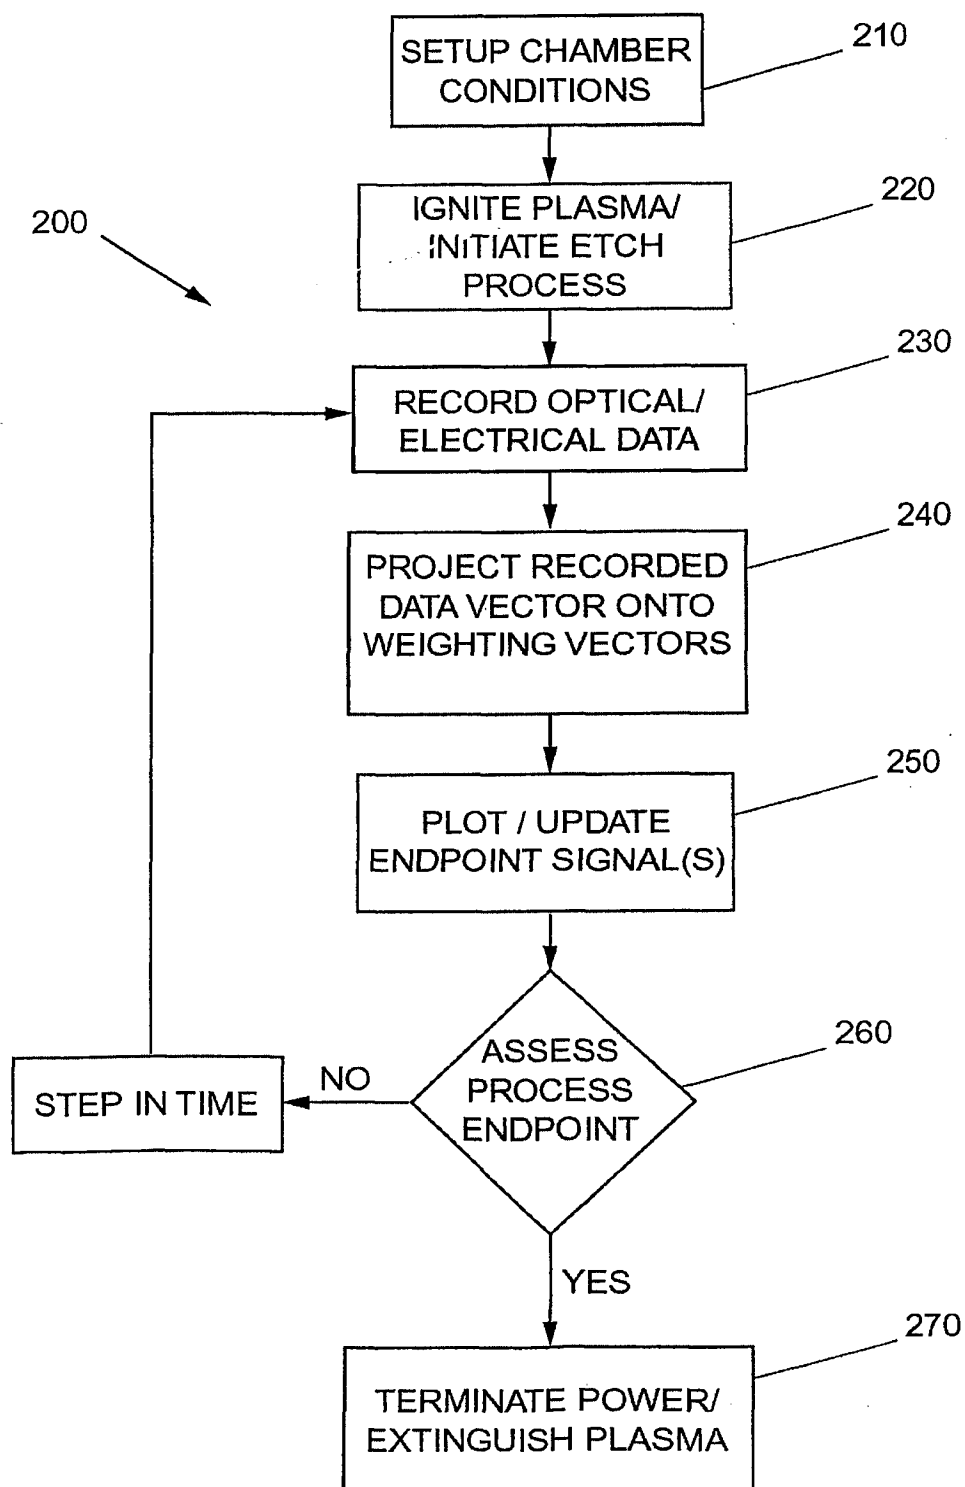 SETUP CHAMBER
CONDITIONS
210
IGNITE PLASMA/
INITIATE ETCH
PROCESS
220
200
RECORD OPTICAL/
ELECTRICAL DATA
230
PROJECT RECORDED
DATA VECTOR ONTO
WEIGHTING VECTORS
240
PLOT / UPDATE
ENDPOINT SIGNAL(S)
250
ASSESS
PROCESS
ENDPOINT
260
NO
STEP IN TIME
YES
TERMINATE POWER/
EXTINGUISH PLASMA
270